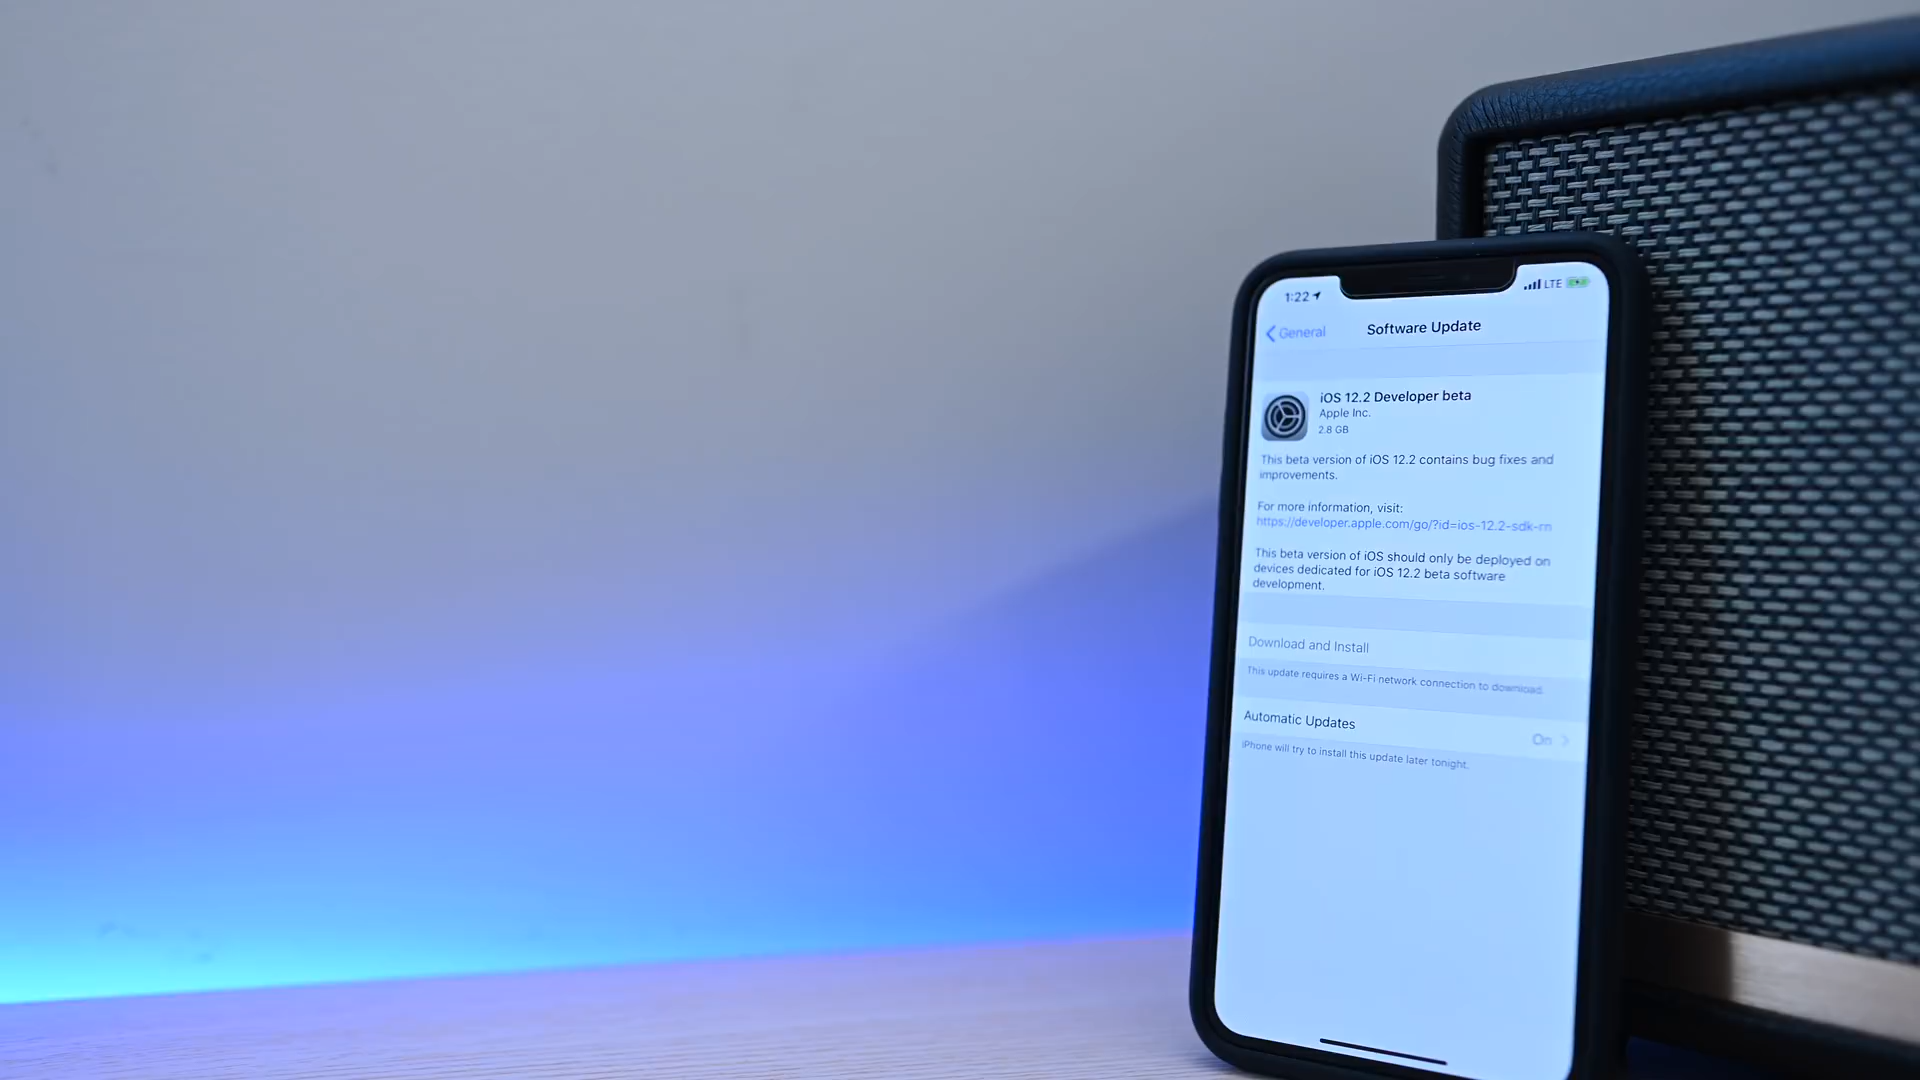 1:22
LTE
General
Software Update
iOS 12.2 Developer beta
Apple Inc.
2.8 GB
This beta version of iOS 12.2 contains bug fixes and
improvements.
For more information, visit:
https://developer.apple.com/go/?id=ios-12.2-sdk-rn
This beta version of iOS should only be deployed on
devices dedicated for iOS 12.2 beta software
development.
Download and Install
This update requires a Wi-Fi network connection to download.
Automatic Updates
On
iPhone will try to install this update later tonight.